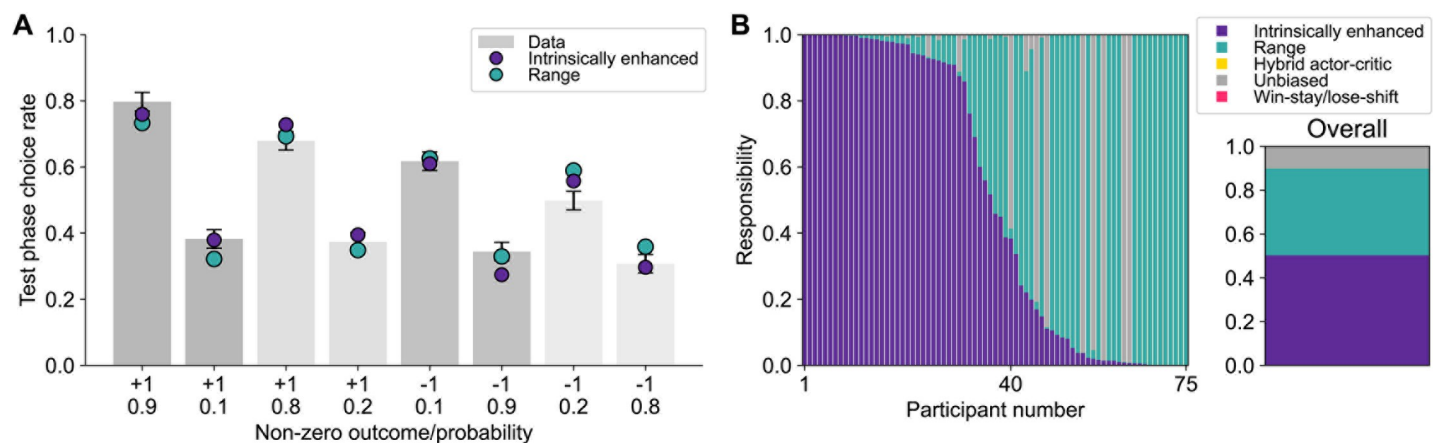 A
Test phase choice rate
1.0
0.8
0.6
0.4
0.2
0.0
Data
Intrinsically enhanced
Range
+1 +1 +1 +1 -1 -1 -1 -1
0.9 0.1 0.8 0.2 0.1 0.9 0.2 0.8
Non-zero outcome/probability
B
Responsibility
1.0
0.8
0.6
0.4
0.2
0.0
1 40 75
Participant number
Intrinsically enhanced
Range
Hybrid actor-critic
Unbiased
Win-stay/lose-shift
Overall
1.0
0.8
0.6
0.4
0.2
0.0